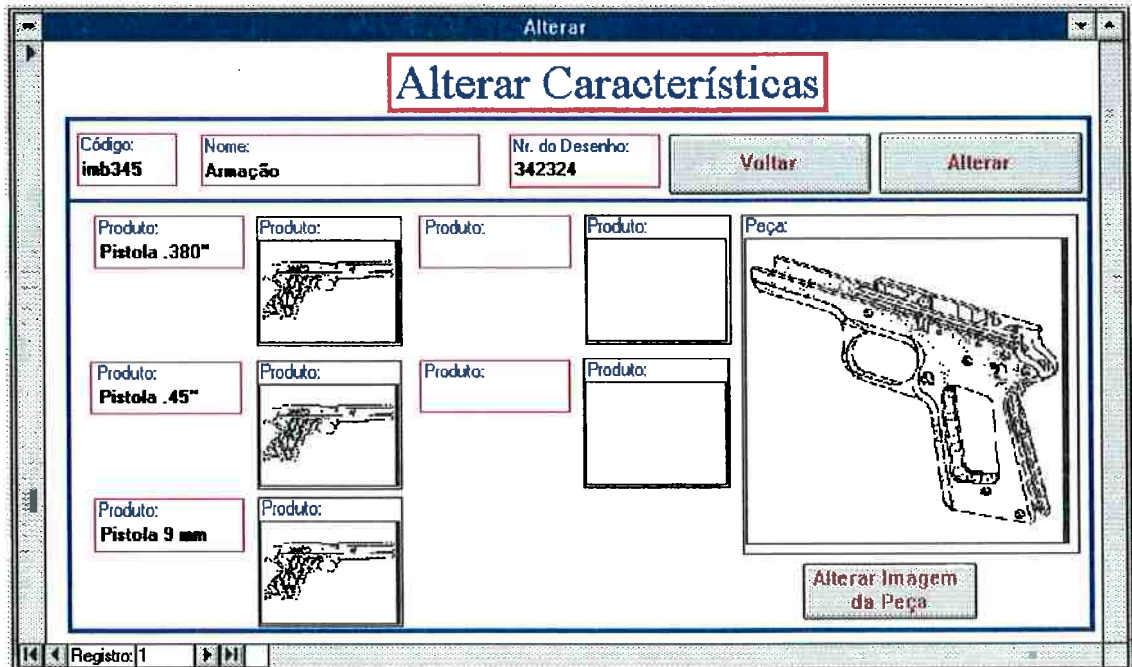 Alterar
Alterar Características
Código:
imb345
Nome:
Armação
Nr. do Desenho:
342324
Voltar
Alterar
Produto:
Pistola .380"
Produto:
Produto:
Produto:
Peça:
Produto:
Pistola .45"
Produto:
Produto:
Produto:
Produto:
Pistola 9 mm
Produto:
Alterar Imagem
da Peça
Registro: 1